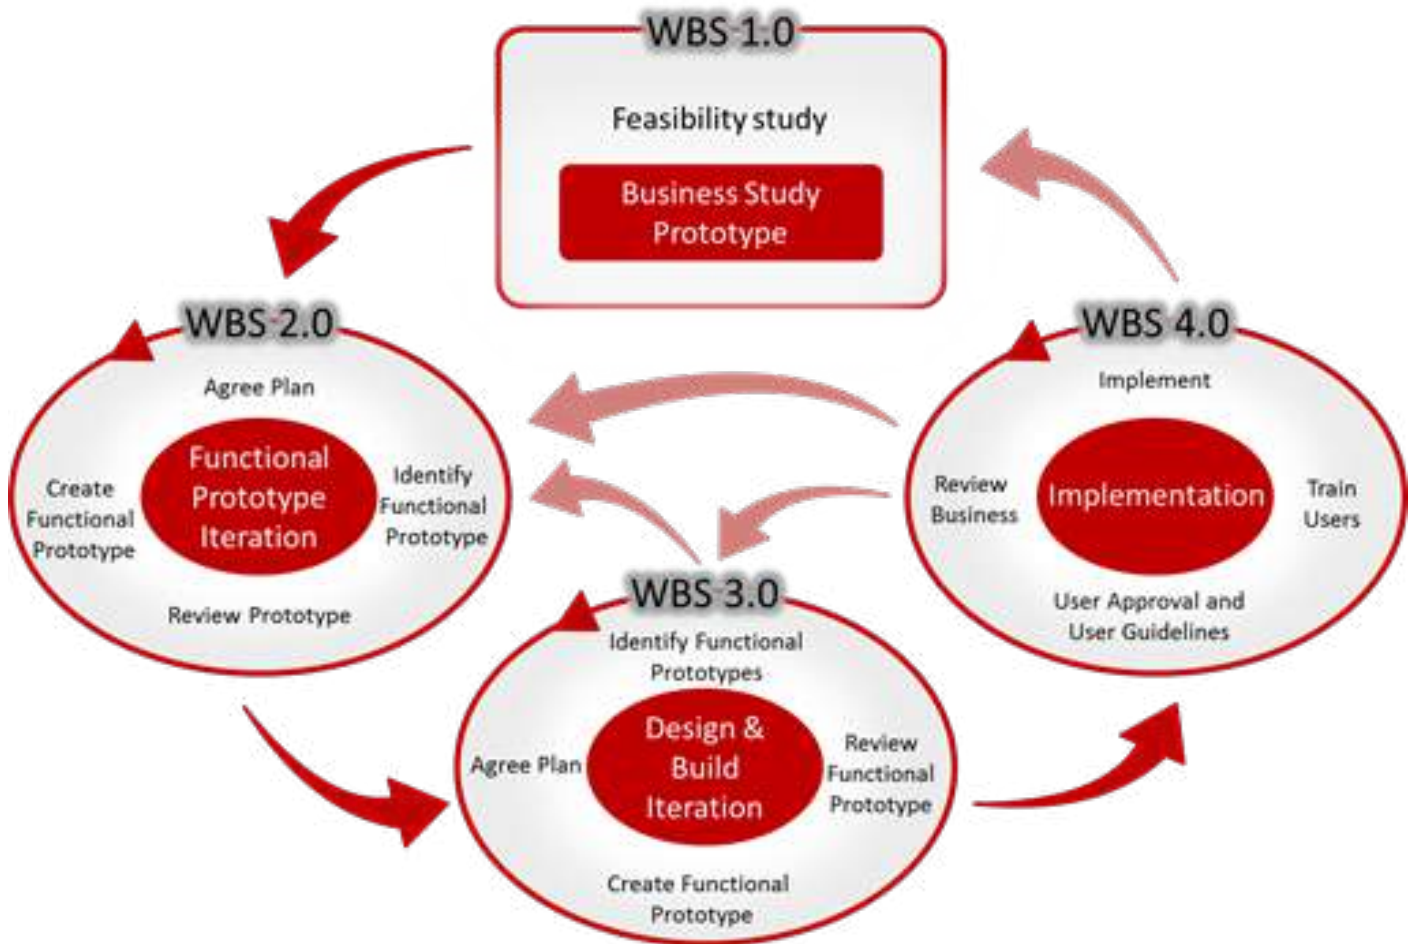 WBS 1.0
Feasibility study
Business Study
Prototype
WBS 2.0
Agree Plan
Functional
Prototype
Iteration
Create
Functional
Prototype
Identify
Functional
Prototype
Review Prototype
WBS 4.0
Implement
Review
Business
Implementation
Train
Users
User Approval and
User Guidelines
WBS 3.0
Identify Functional
Prototypes
Agree Plan
Design &
Build
Iteration
Review
Functional
Prototype
Create Functional
Prototype